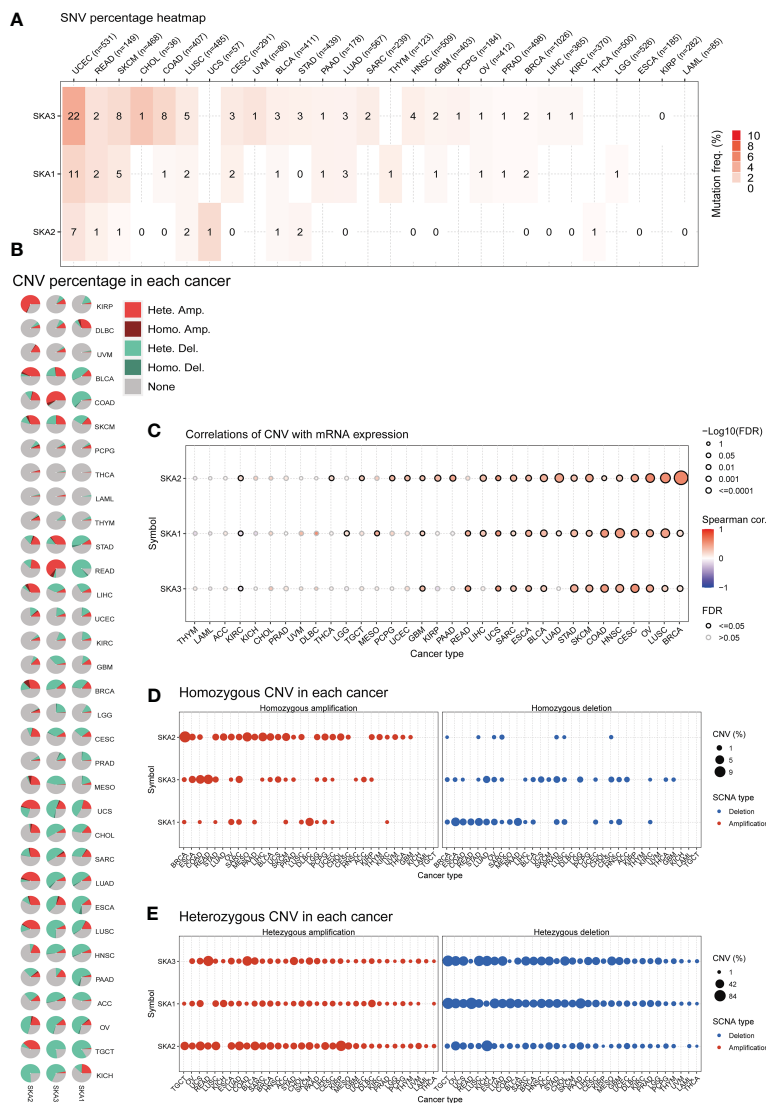 A
SNV percentage heatmap
UCEC (n=531) READ (n=149) SKCM (n=468) CHOL (n=36) COAD (n=407) LUSC (n=485) UCS (n=57) CESC (n=291) UVM (n=80) BLCA (n=411) STAD (n=439) PAAD (n=178) LUAD (n=567) SARC (n=239) THYM (n=123) HNSC (n=509) GBM (n=403) PCPG (n=184) OV (n=412) PRAD (n=498) BRCA (n=1026) LIHC (n=365) KIRC (n=370) THCA (n=500) LGG (n=526) ESCA (n=185) KIRP (n=282) LAML (n=85)
SKA3 22 2 8 1 8 5 3 1 3 3 1 3 2 4 2 1 1 1 2 1 1 0
SKA1 11 2 5 1 2 2 1 0 1 3 1 1 1 1 2 1
SKA2 7 1 1 0 0 2 1 0 1 2 0 0 0 0 0 0 0 1 0 0 0
Mutation freq. (%)
10
8
6
4
2
0
B
CNV percentage in each cancer
Hete. Amp.
Homo. Amp.
Hete. Del.
Homo. Del.
None
KIRP
DLBC
UVM
BLCA
COAD
SKCM
PCPG
THCA
LAML
THYM
STAD
READ
LIHC
UCEC
KIRC
GBM
BRCA
LGG
CESC
PRAD
MESO
UCS
CHOL
SARC
LUAD
ESCA
LUSC
HNSC
PAAD
ACC
OV
TGCT
KICH
SKA2 SKA3 SKA1
C
Correlations of CNV with mRNA expression
SKA2
SKA1
SKA3
Symbol
THYM LAML ACC KIRC KICH CHOL PRAD UVM DLBC THCA LGG TGCT MESO PCPG UCEC GBM KIRP PAAD READ LIHC UCS SARC ESCA BLCA LUAD STAD SKCM COAD HNSC CESC OV LUSC BRCA
Cancer type
−Log10(FDR)
1
0.05
0.01
0.001
<=0.0001
Spearman cor.
1
0
−1
FDR
<=0.05
>0.05
D
Homozygous CNV in each cancer
Homozygous amplification
Homozygous deletion
SKA2
SKA3
SKA1
Symbol
Cancer type
CNV (%)
1
5
9
SCNA type
Deletion
Amplification
E
Heterozygous CNV in each cancer
Hetezygous amplification
Hetezygous deletion
SKA3
SKA1
SKA2
Symbol
Cancer type
CNV (%)
1
42
84
SCNA type
Deletion
Amplification